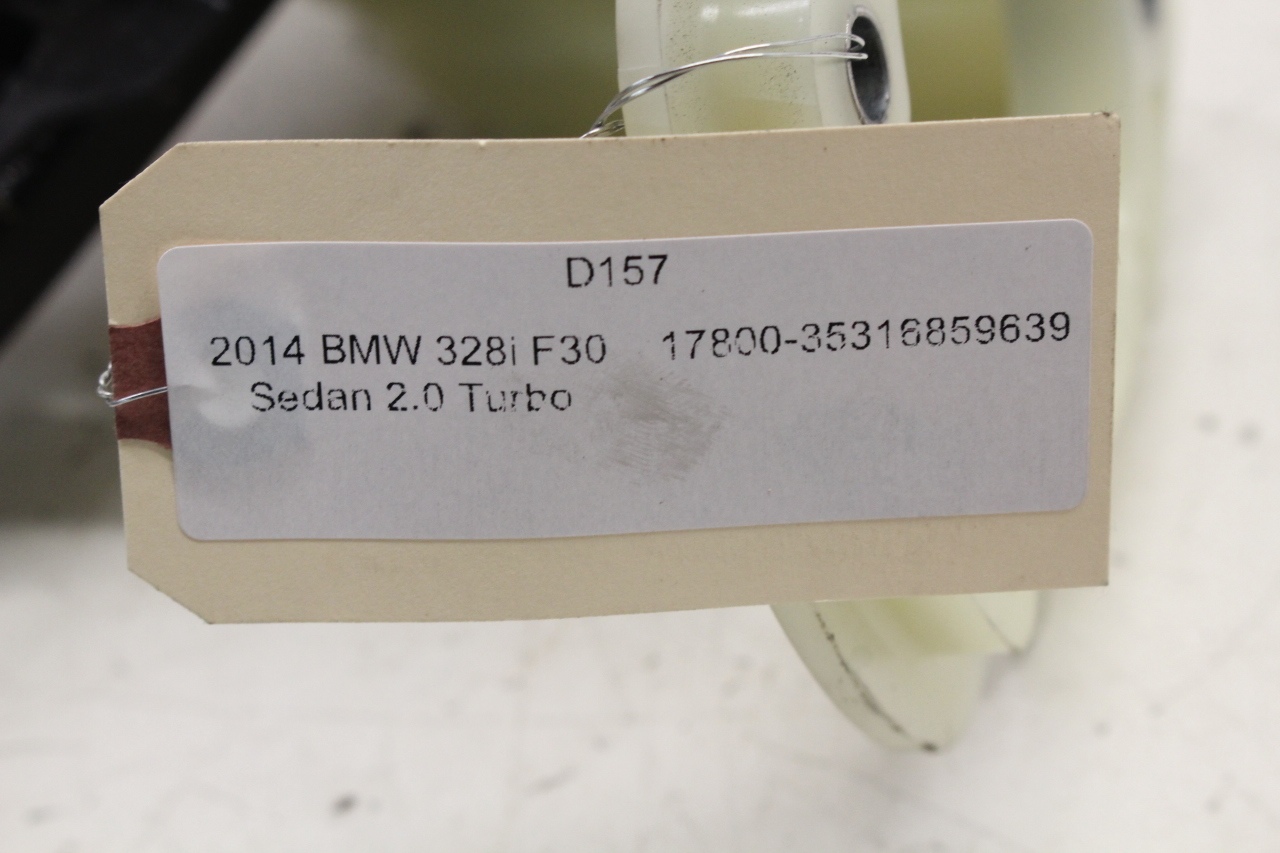 D157
2014 BMW 328i F30 17800-35316859639
Sedan 2.0 Turbo